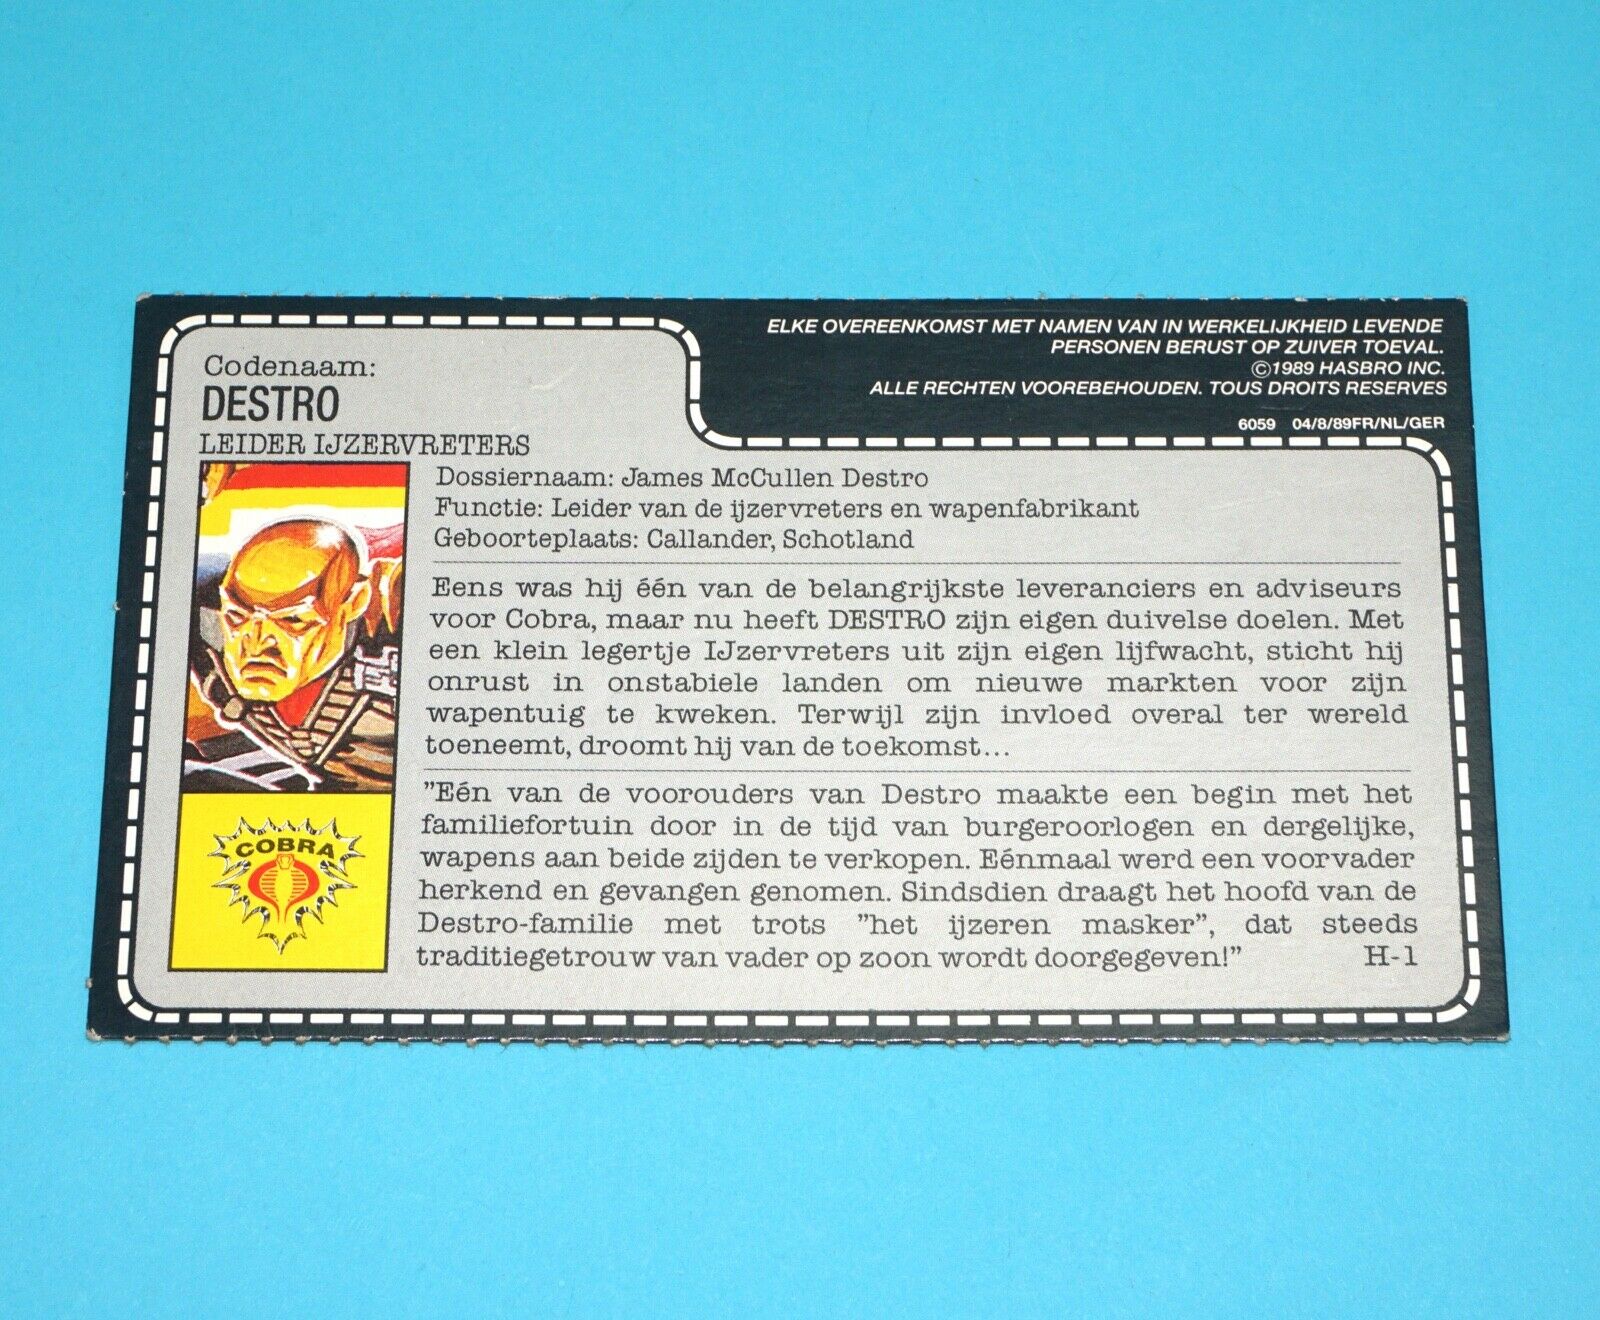 ELKE OVEREENKOMST MET NAMEN VAN IN WERKELIJKHEID LEVENDE
PERSONEN BERUST OP ZUIVER TOEVAL.
©1989 HASBRO INC.
ALLE RECHTEN VOOREBEHOUDEN. TOUS DROITS RESERVES
6059 04/8/89FR/NL/GER
Codenaam:
DESTRO
LEIDER IJZERVRETERS
Dossiernaam: James McCullen Destro
Functie: Leider van de ijzervreters en wapenfabrikant
Geboorteplaats: Callander, Schotland
Eens was hij één van de belangrijkste leveranciers en adviseurs
voor Cobra, maar nu heeft DESTRO zijn eigen duivelse doelen. Met
een klein legertje IJzervreters uit zijn eigen lijfwacht, sticht hij
onrust in onstabiele landen om nieuwe markten voor zijn
wapentuig te kweken. Terwijl zijn invloed overal ter wereld
toeneemt, droomt hij van de toekomst...
"Eén van de voorouders van Destro maakte een begin met het
familiefortuin door in de tijd van burgeroorlogen en dergelijke,
wapens aan beide zijden te verkopen. Eénmaal werd een voorvader
herkend en gevangen genomen. Sindsdien draagt het hoofd van de
Destro-familie met trots "het ijzeren masker", dat steeds
traditiegetrouw van vader op zoon wordt doorgegeven!" H-1
COBRA